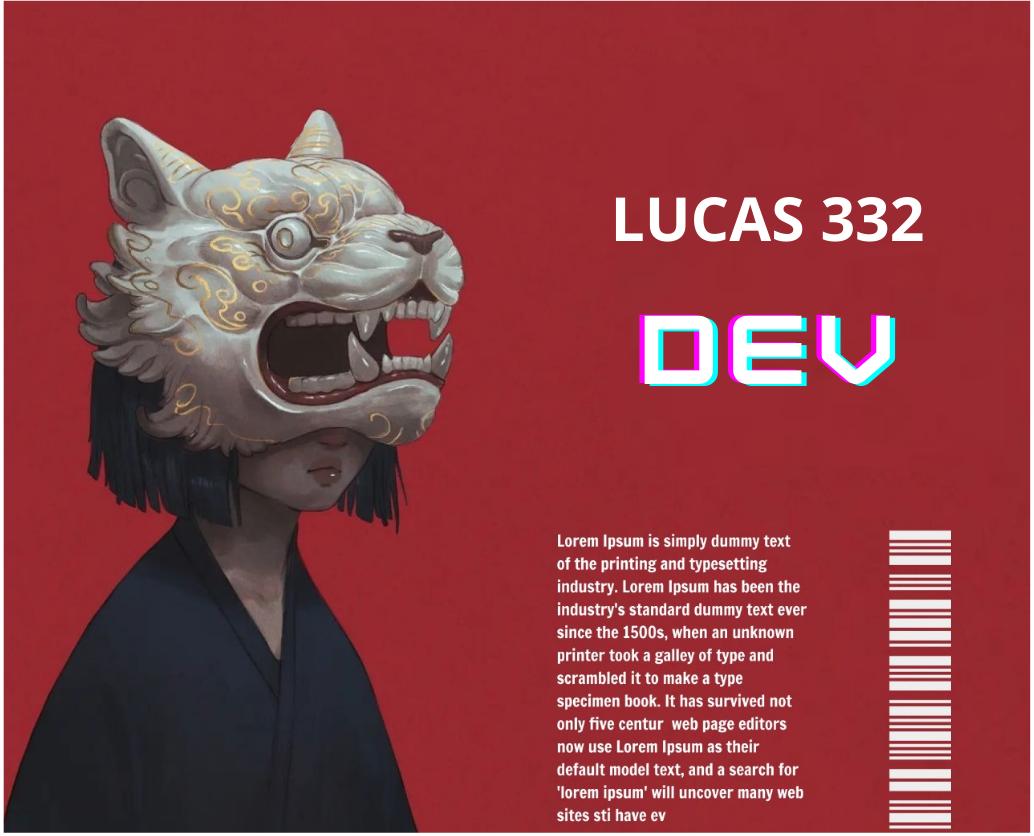 LUCAS 332
DEV
Lorem Ipsum is simply dummy text
of the printing and typesetting
industry. Lorem Ipsum has been the
industry's standard dummy text ever
since the 1500s, when an unknown
printer took a galley of type and
scrambled it to make a type
specimen book. It has survived not
only five centur  web page editors
now use Lorem Ipsum as their
default model text, and a search for
'lorem ipsum' will uncover many web
sites sti have ev